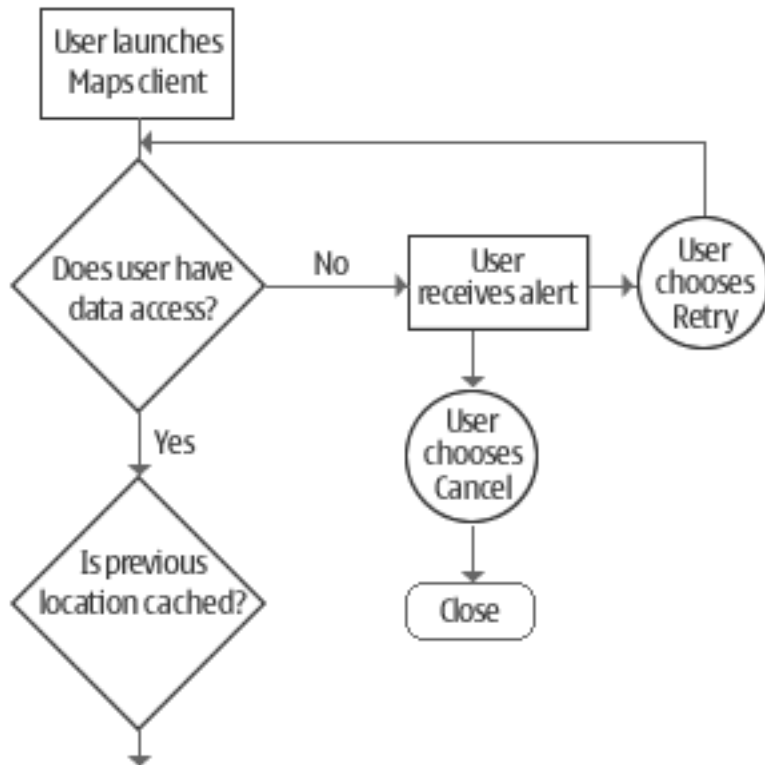 User launches
Maps client
Does user have
data access?
No
User
receives alert
User
chooses
Retry
Yes
User
chooses
Cancel
Is previous
location cached?
Close